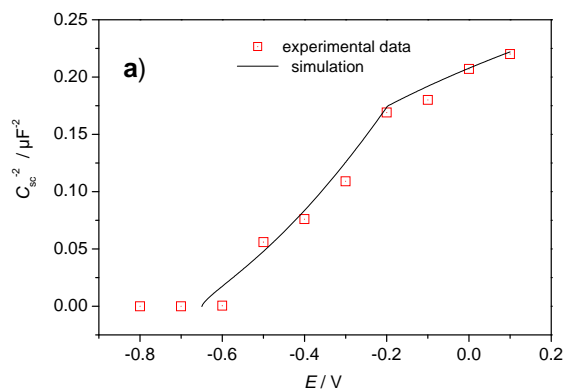 a)
experimental data
simulation
0.25
0.20
0.15
0.10
0.05
0.00
C_sc^-2 / μF^-2
-0.8
-0.6
-0.4
-0.2
0.0
0.2
E / V